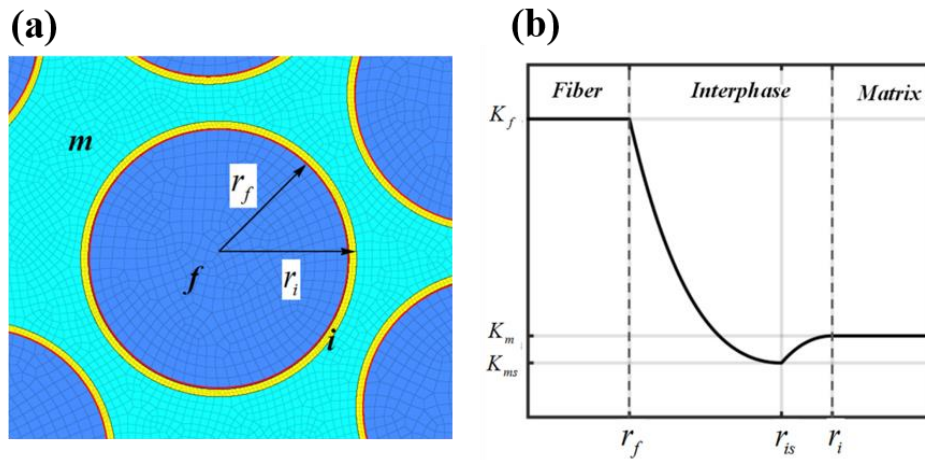 (a)
(b)
m
r_f
f
r_i
i
Fiber
Interphase
Matrix
K_f
K_m
K_ms
r_f
r_is
r_i